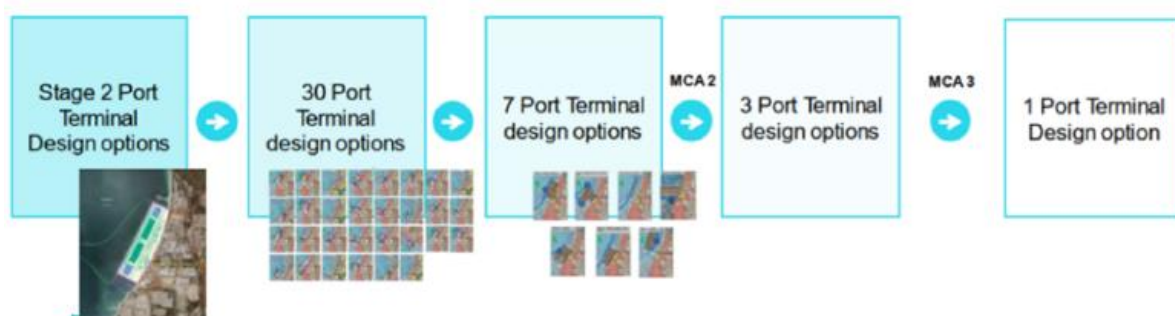 Stage 2 Port
Terminal
Design options
30 Port
Terminal
design options
7 Port Terminal
design options
MCA 2
3 Port Terminal
design options
MCA 3
1 Port Terminal
Design option